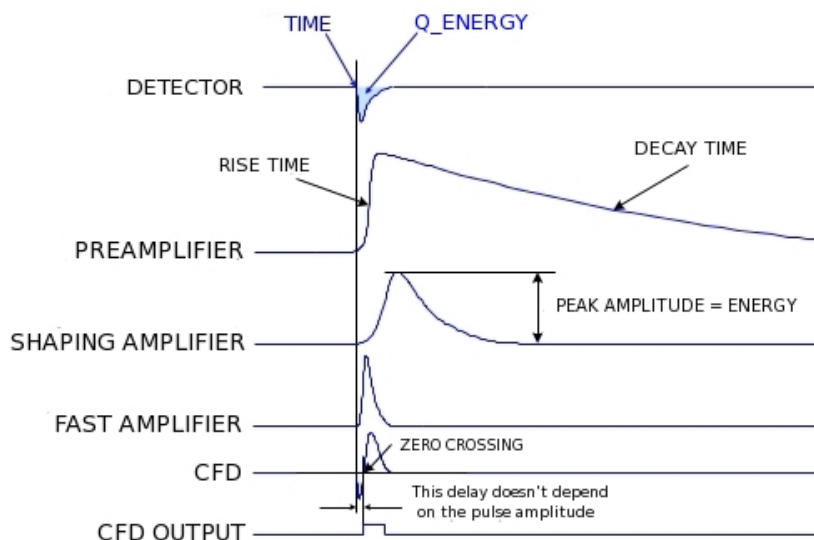 TIME
Q_ENERGY
DETECTOR
RISE TIME
DECAY TIME
PREAMPLIFIER
PEAK AMPLITUDE = ENERGY
SHAPING AMPLIFIER
FAST AMPLIFIER
ZERO CROSSING
CFD
This delay doesn't depend
on the pulse amplitude
CFD OUTPUT